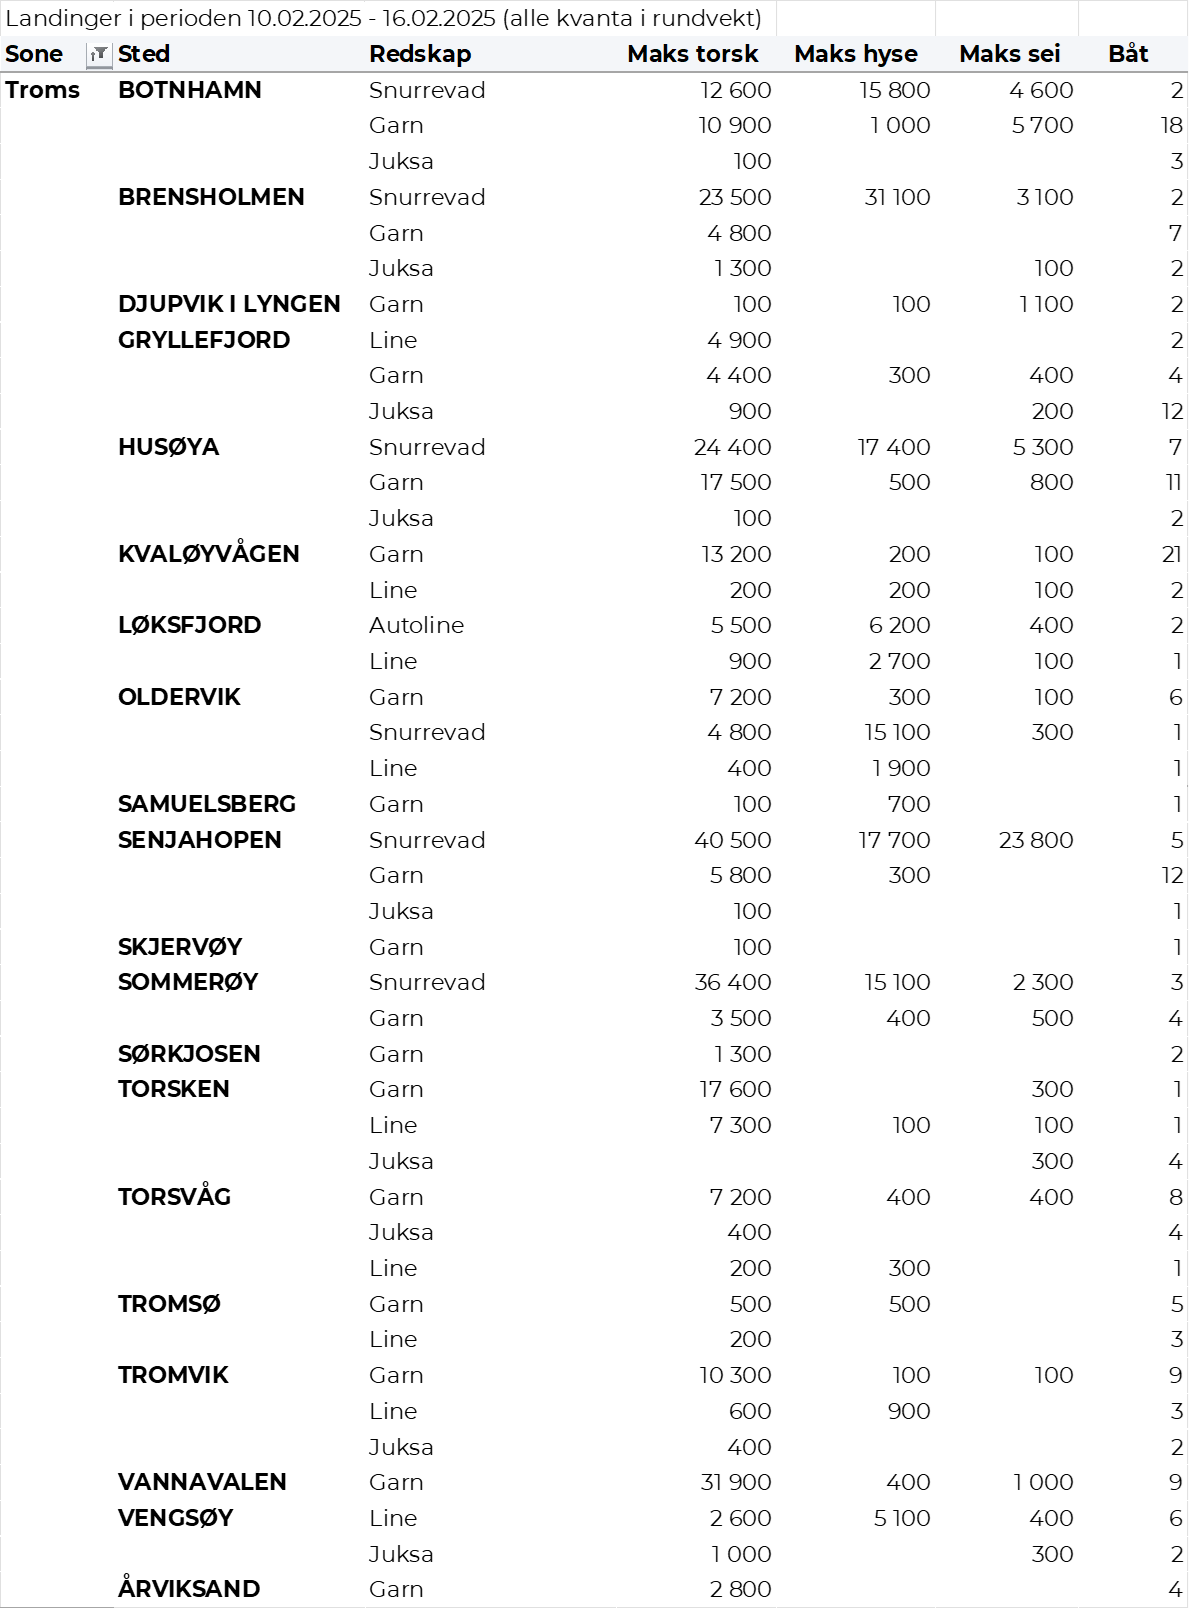 Landinger i perioden 10.02.2025 - 16.02.2025 (alle kvanta i rundvekt)
Sone Sted Redskap Maks torsk Maks hyse Maks sei Båt
Troms BOTNHAMN Snurrevad 12 600 15 800 4 600 2
Garn 10 900 1 000 5 700 18
Juksa 100 3
BRENSHOLMEN Snurrevad 23 500 31 100 3 100 2
Garn 4 800 7
Juksa 1 300 100 2
DJUPVIK I LYNGEN Garn 100 100 1 100 2
GRYLLEFJORD Line 4 900 2
Garn 4 400 300 400 4
Juksa 900 200 12
HUSØYA Snurrevad 24 400 17 400 5 300 7
Garn 17 500 500 800 11
Juksa 100 2
KVALØYVÅGEN Garn 13 200 200 100 21
Line 200 200 100 2
LØKSFJORD Autoline 5 500 6 200 400 2
Line 900 2 700 100 1
OLDERVIK Garn 7 200 300 100 6
Snurrevad 4 800 15 100 300 1
Line 400 1 900 1
SAMUELSBERG Garn 100 700 1
SENJAHOPEN Snurrevad 40 500 17 700 23 800 5
Garn 5 800 300 12
Juksa 100 1
SKJERVØY Garn 100 1
SOMMERØY Snurrevad 36 400 15 100 2 300 3
Garn 3 500 400 500 4
SØRKJOSEN Garn 1 300 2
TORSKEN Garn 17 600 300 1
Line 7 300 100 100 1
Juksa 300 4
TORSVÅG Garn 7 200 400 400 8
Juksa 400 4
Line 200 300 1
TROMSØ Garn 500 500 5
Line 200 3
TROMVIK Garn 10 300 100 100 9
Line 600 900 3
Juksa 400 2
VANNAVALEN Garn 31 900 400 1 000 9
VENGSØY Line 2 600 5 100 400 6
Juksa 1 000 300 2
ÅRVIKSAND Garn 2 800 4